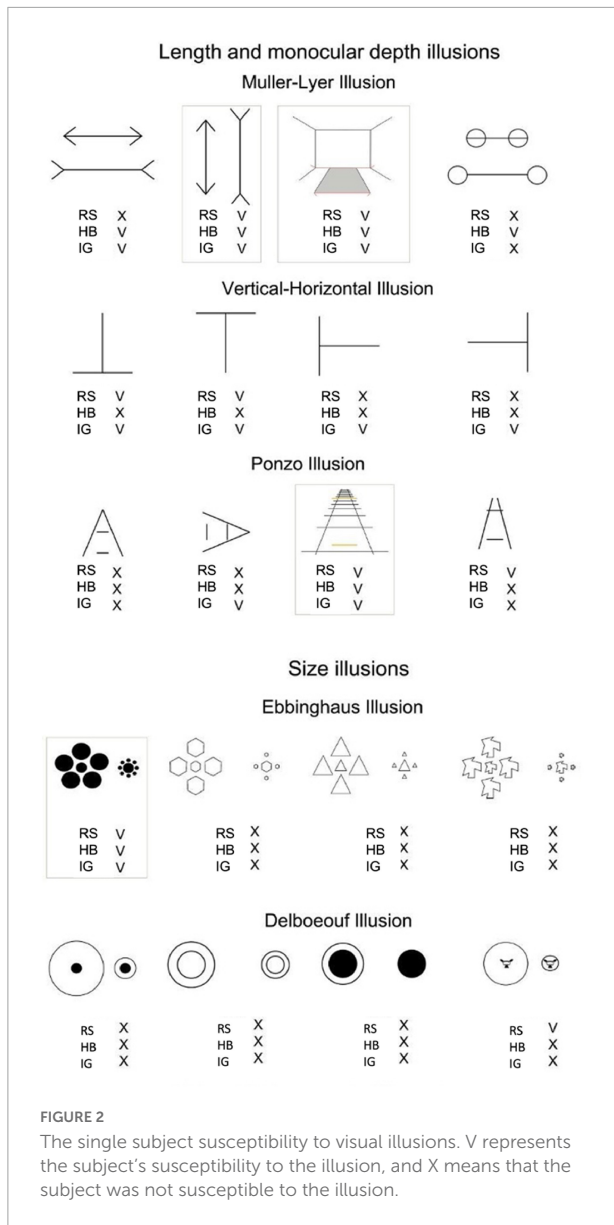 Length and monocular depth illusions
Muller-Lyer Illusion
RS X RS V RS V RS X
HB V HB V HB V HB V
IG V IG V IG V IG X
Vertical-Horizontal Illusion
RS V RS V RS X RS X
HB X HB X HB X HB X
IG V IG V IG V IG V
Ponzo Illusion
RS X RS X RS V RS V
HB X HB X HB V HB X
IG X IG V IG V IG X
Size illusions
Ebbinghaus Illusion
RS V RS X RS X RS X
HB V HB X HB X HB X
IG V IG X IG X IG X
Delboeouf Illusion
RS X RS X RS X RS V
HB X HB X HB X HB X
IG X IG X IG X IG X
FIGURE 2
The single subject susceptibility to visual illusions. V represents
the subject's susceptibility to the illusion, and X means that the
subject was not susceptible to the illusion.